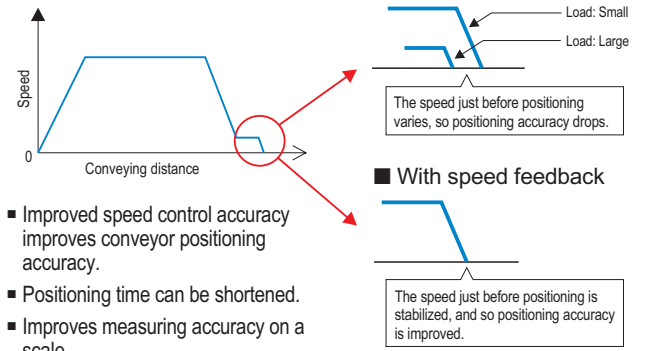 Speed
0
Conveying distance
■ Improved speed control accuracy
improves conveyor positioning
accuracy.
■ Positioning time can be shortened.
■ Improves measuring accuracy on a
scale
Load: Small
Load: Large
The speed just before positioning
varies, so positioning accuracy drops.
■ With speed feedback
The speed just before positioning is
stabilized, and so positioning accuracy
is improved.